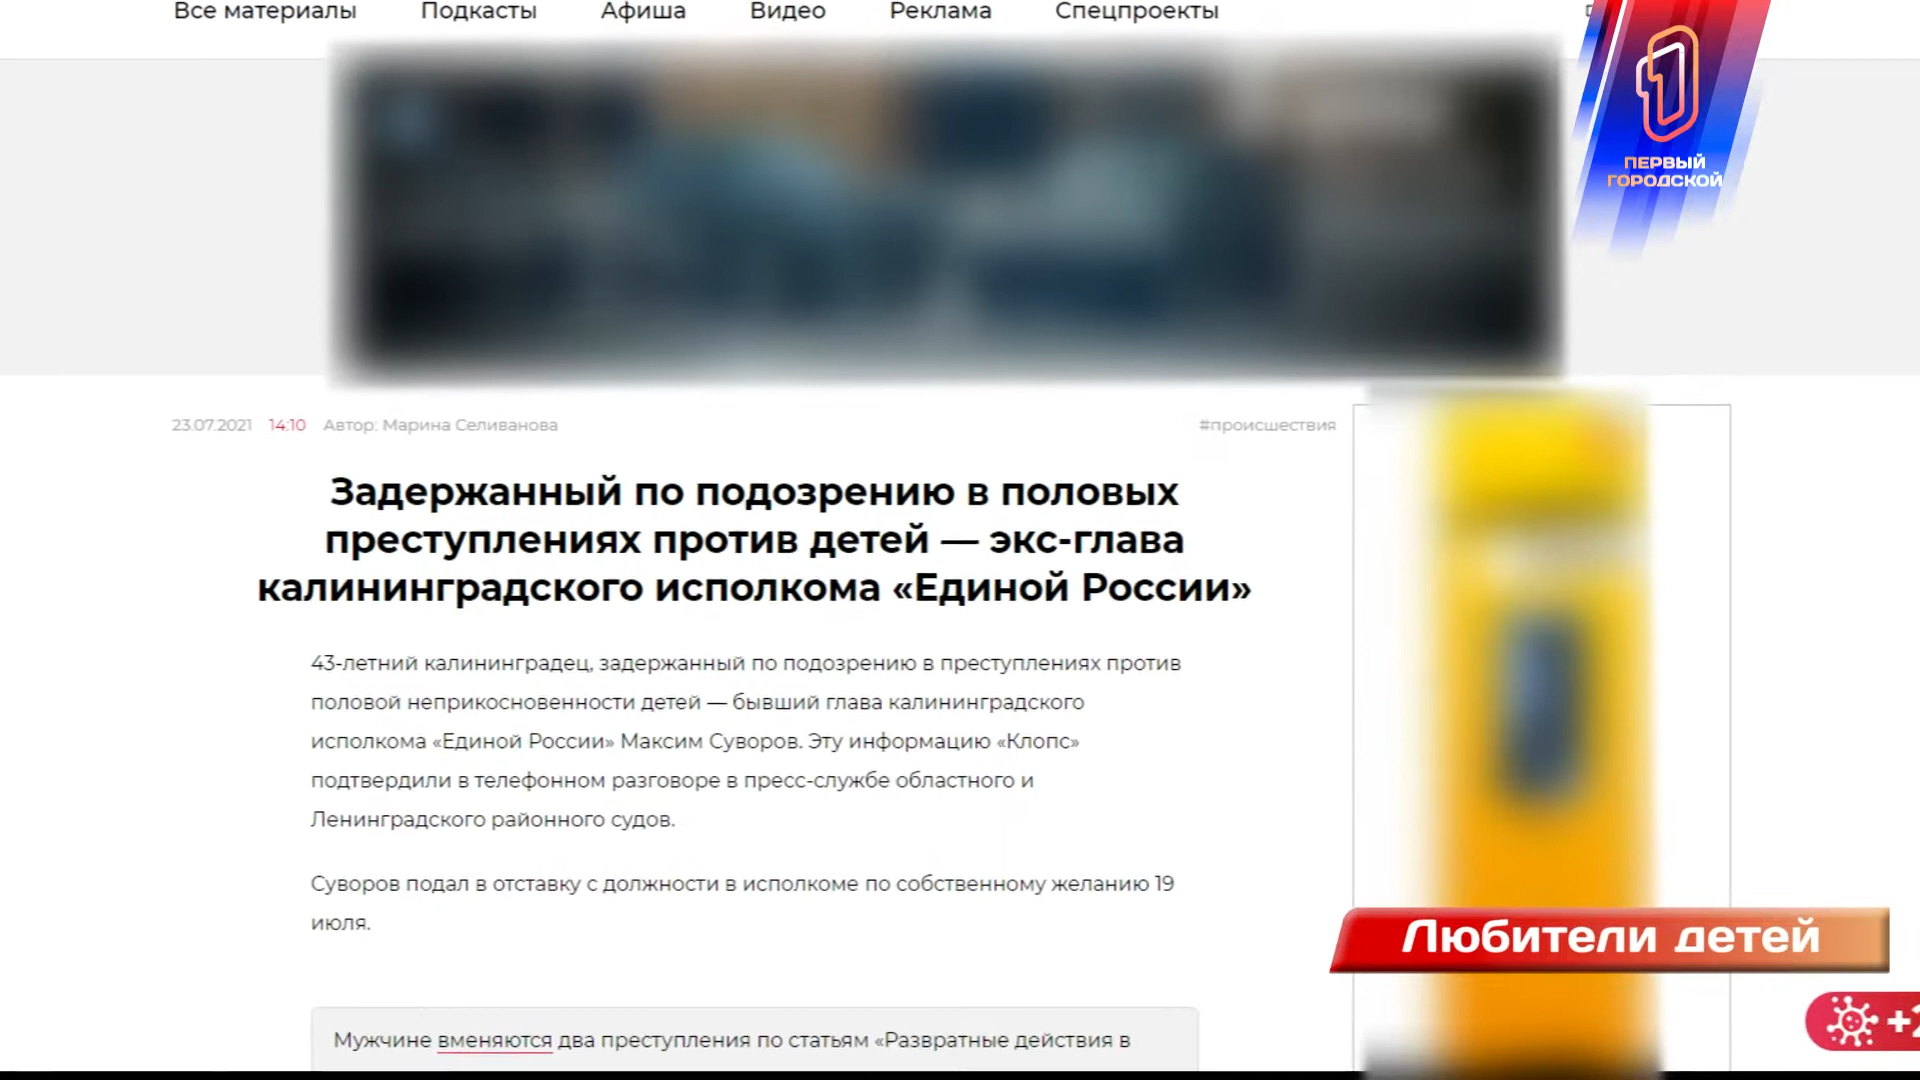 Все материалы Подкасты Афиша Видео Реклама Спецпроекты
ПЕРВЫЙ
ГОРОДСКОЙ
23.07.2021 14:10 Автор: Марина Селиванова #происшествия
Задержанный по подозрению в половых
преступлениях против детей — экс-глава
калининградского исполкома «Единой России»
43-летний калининградец, задержанный по подозрению в преступлениях против
половой неприкосновенности детей — бывший глава калининградского
исполкома «Единой России» Максим Суворов. Эту информацию «Клопс»
подтвердили в телефонном разговоре в пресс-службе областного и
Ленинградского районного судов.
Суворов подал в отставку с должности в исполкоме по собственному желанию 19
июля.
Любители детей
Мужчине вменяются два преступления по статьям «Развратные действия в